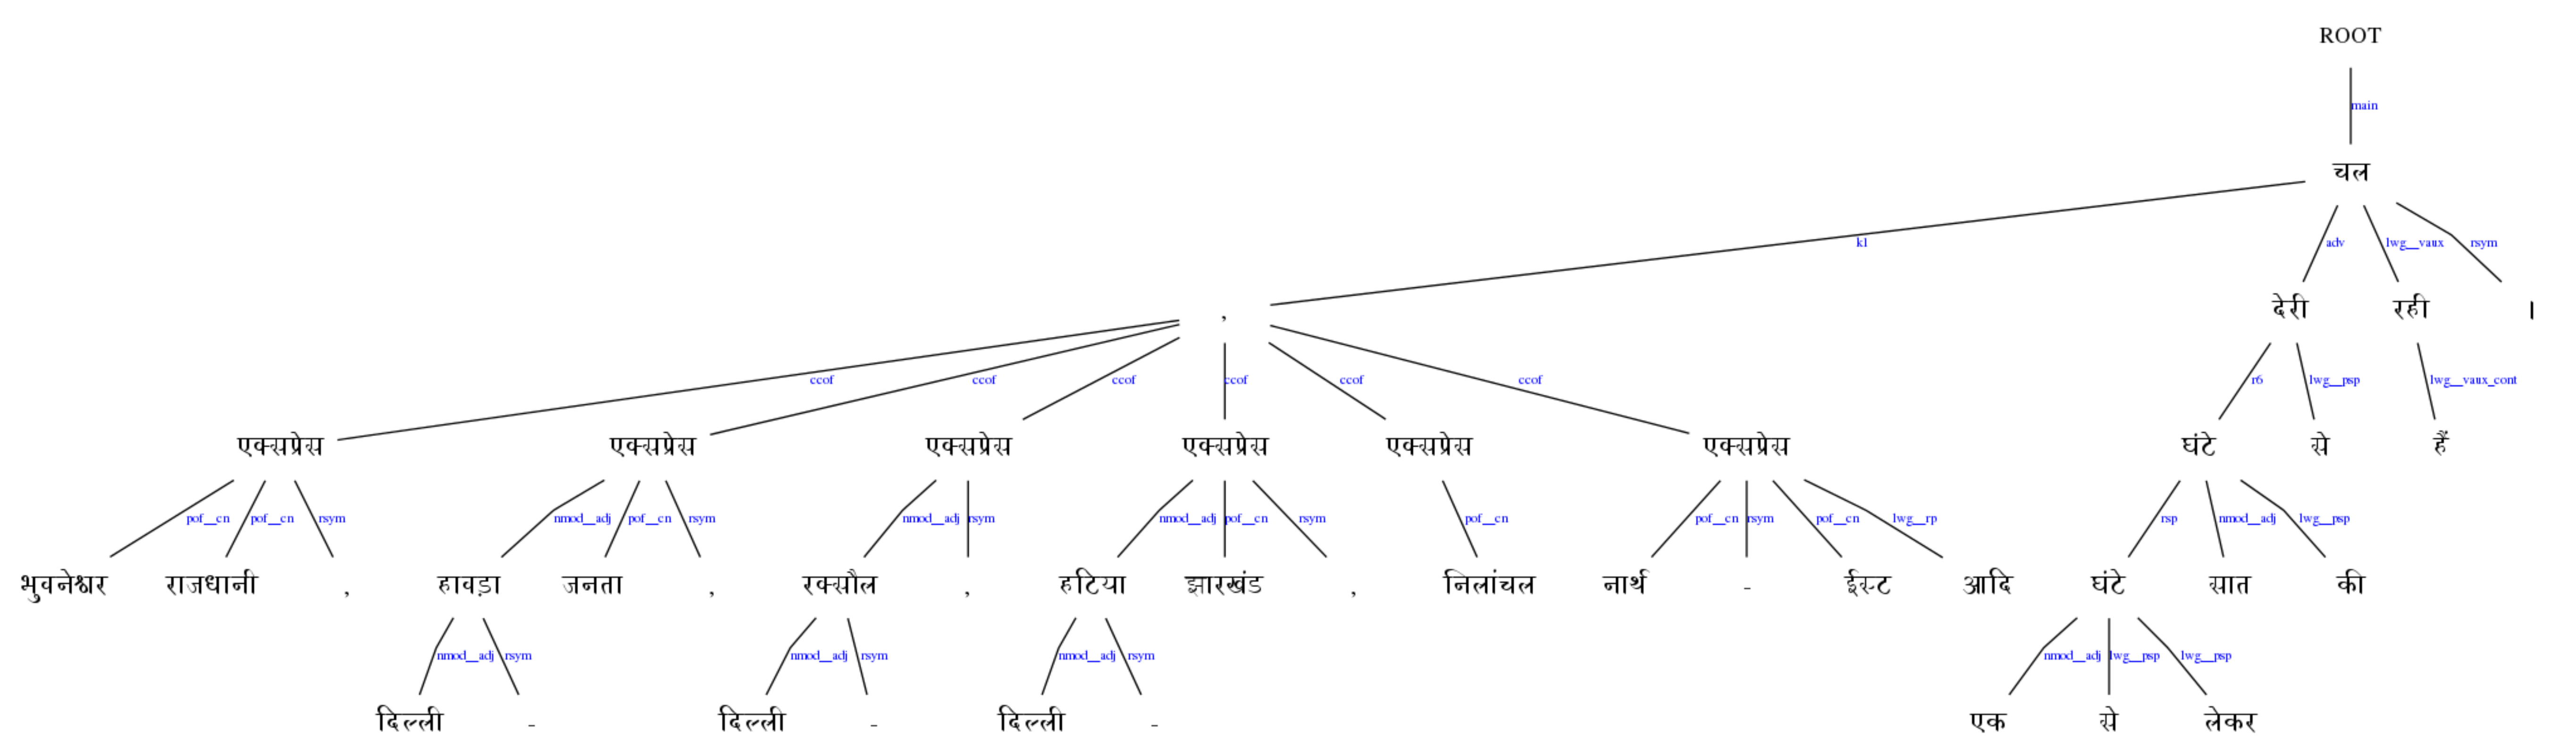 ROOT
main
चल
k1 adv lwg__vaux rsym
, देरी रही ।
ccof ccof ccof ccof ccof ccof r6 lwg__psp lwg__vaux_cont
एक्सप्रेस एक्सप्रेस एक्सप्रेस एक्सप्रेस एक्सप्रेस एक्सप्रेस घंटे से हैं
pof__cn pof__cn rsym nmod__adj pof__cn rsym nmod__adj rsym nmod__adj pof__cn rsym pof__cn pof__cn rsym pof__cn lwg__rp rsp nmod__adj lwg__psp
भुवनेश्वर राजधानी , हावड़ा जनता , रक्सौल , हटिया झारखंड , निलांचल नार्थ - ईस्ट आदि घंटे सात की
nmod__adj rsym nmod__adj rsym nmod__adj rsym nmod__adj lwg__psp lwg__psp
दिल्ली - दिल्ली - दिल्ली - एक से लेकर